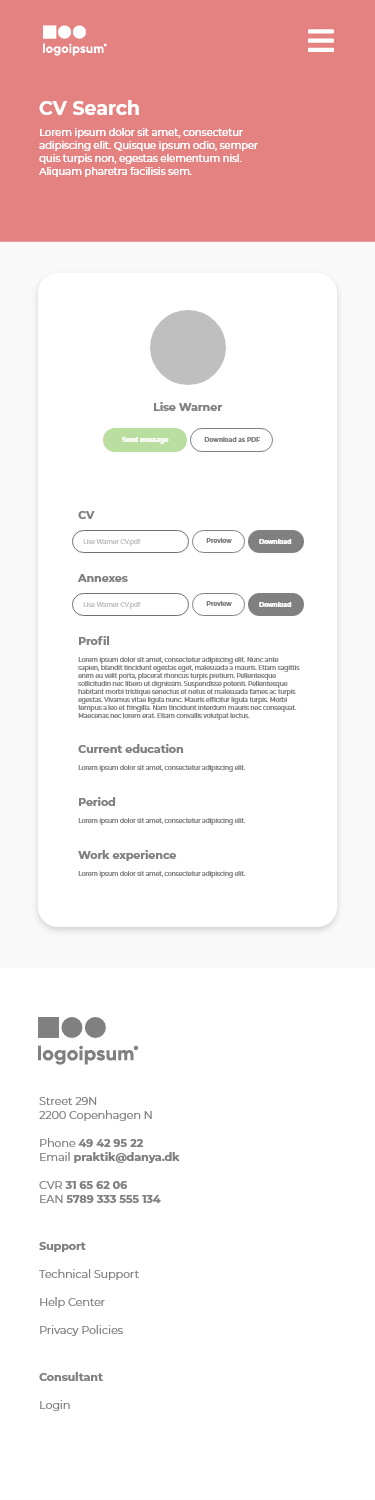 logoipsum
CV Search
Lorem ipsum dolor sit amet, consectetur
adipiscing elit. Quisque ipsum odio, semper
quis turpis non, egestas elementum nisl.
Aliquam pharetra facilisis sem.
Lise Warner
Send message Download as PDF
CV
Lise Warner CV.pdf Preview Download
Annexes
Lise Warner CV.pdf Preview Download
Profil
Lorem ipsum dolor sit amet, consectetur adipiscing elit. Nunc ante
sapien, blandit tincidunt egestas eget, malesuada a mauris. Etiam sagittis
enim eu velit porta, placerat rhoncus turpis pretium. Pellentesque
sollicitudin nec libero ut dignissim. Suspendisse potenti. Pellentesque
habitant morbi tristique senectus et netus et malesuada fames ac turpis
egestas. Vivamus vitae ligula nunc. Mauris efficitur ligula turpis. Morbi
tempus a leo et fringilla. Nam tincidunt interdum mauris nec consequat.
Maecenas nec lorem erat. Etiam convallis volutpat lectus.
Current education
Lorem ipsum dolor sit amet, consectetur adipiscing elit.
Period
Lorem ipsum dolor sit amet, consectetur adipiscing elit.
Work experience
Lorem ipsum dolor sit amet, consectetur adipiscing elit.
logoipsum
Street 29N
2200 Copenhagen N
Phone 49 42 95 22
Email praktik@danya.dk
CVR 31 65 62 06
EAN 5789 333 555 134
Support
Technical Support
Help Center
Privacy Policies
Consultant
Login